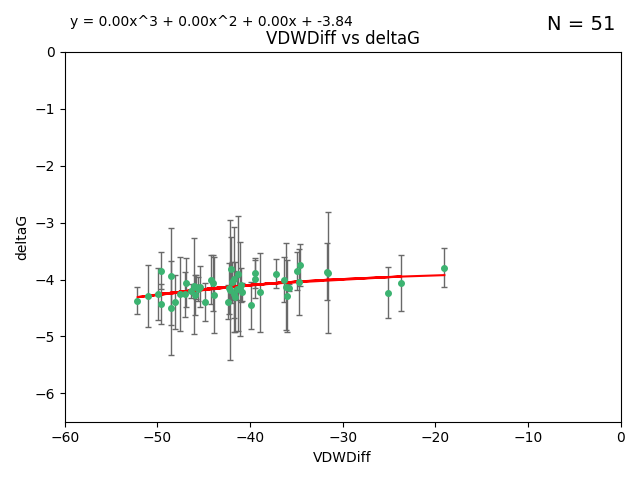 y = 0.00x^3 + 0.00x^2 + 0.00x + -3.84
N = 51
VDWDiff vs deltaG
0
−1
−2
−3
−4
−5
−6
deltaG
−60 −50 −40 −30 −20 −10 0
VDWDiff